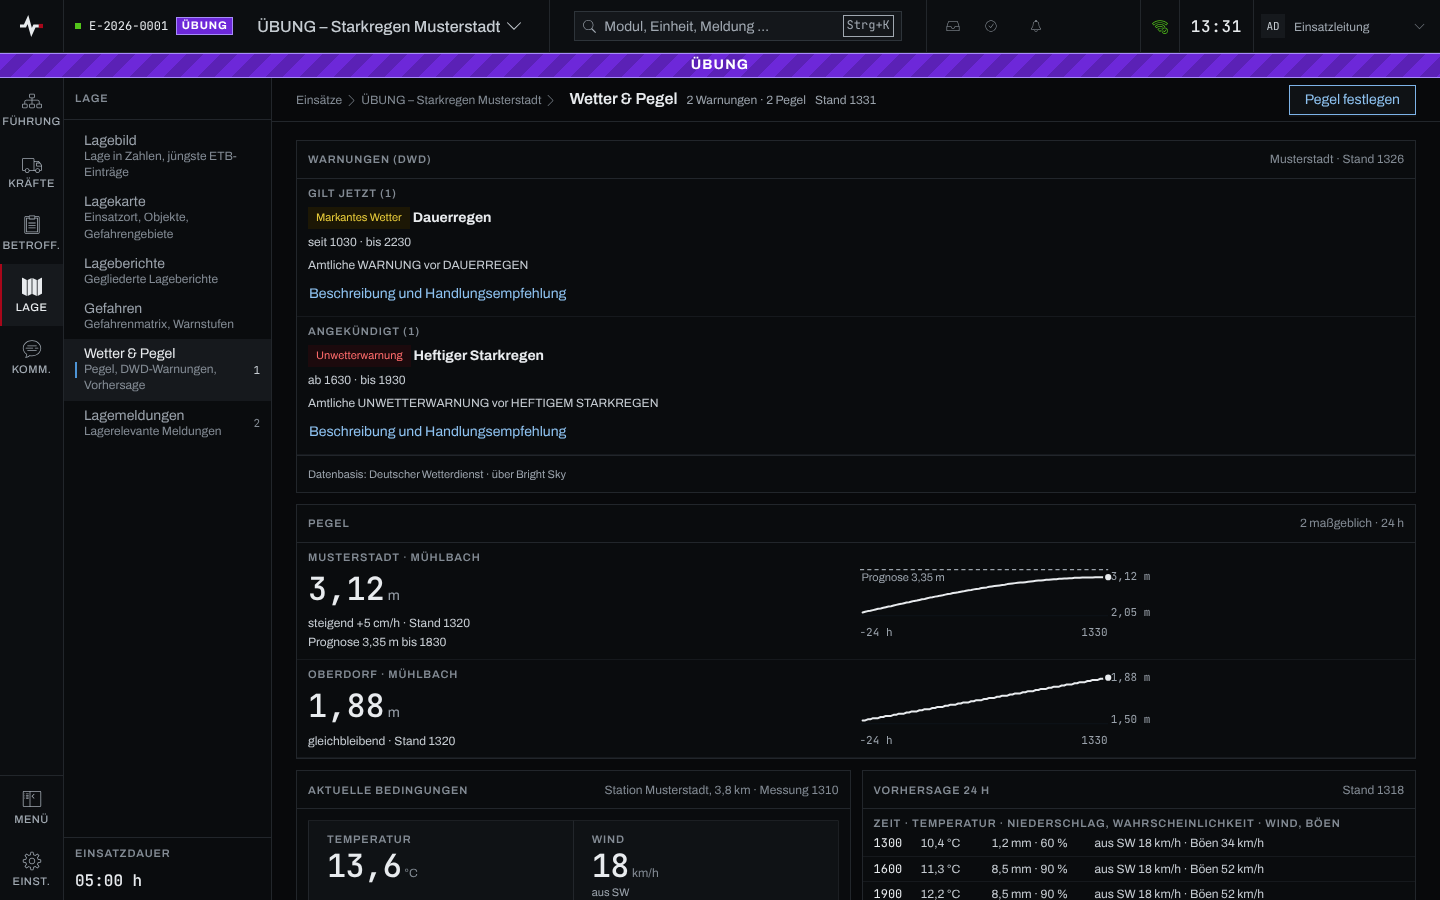 E-2026-0001 ÜBUNG ÜBUNG – Starkregen Musterstadt Modul, Einheit, Meldung ... Strg+K 13:31 AD Einsatzleitung
ÜBUNG
FÜHRUNG
KRÄFTE
BETROFF.
LAGE
KOMM.
MENÜ
EINST.
LAGE
Lagebild
Lage in Zahlen, jüngste ETB-
Einträge
Lagekarte
Einsatzort, Objekte,
Gefahrengebiete
Lageberichte
Gegliederte Lageberichte
Gefahren
Gefahrenmatrix, Warnstufen
Wetter & Pegel
Pegel, DWD-Warnungen, 1
Vorhersage
Lagemeldungen
Lagerelevante Meldungen 2
EINSATZDAUER
05:00 h
Einsätze ÜBUNG – Starkregen Musterstadt Wetter & Pegel 2 Warnungen · 2 Pegel Stand 1331 Pegel festlegen
WARNUNGEN (DWD) Musterstadt · Stand 1326
GILT JETZT (1)
Markantes Wetter Dauerregen
seit 1030 · bis 2230
Amtliche WARNUNG vor DAUERREGEN
Beschreibung und Handlungsempfehlung
ANGEKÜNDIGT (1)
Unwetterwarnung Heftiger Starkregen
ab 1630 · bis 1930
Amtliche UNWETTERWARNUNG vor HEFTIGEM STARKREGEN
Beschreibung und Handlungsempfehlung
Datenbasis: Deutscher Wetterdienst · über Bright Sky
PEGEL 2 maßgeblich · 24 h
MUSTERSTADT · MÜHLBACH
3,12 m
steigend +5 cm/h · Stand 1320
Prognose 3,35 m bis 1830
Prognose 3,35 m 3,12 m
2,05 m
-24 h 1330
OBERDORF · MÜHLBACH
1,88 m
gleichbleibend · Stand 1320
1,88 m
1,50 m
-24 h 1330
AKTUELLE BEDINGUNGEN Station Musterstadt, 3,8 km · Messung 1310
TEMPERATUR
13,6 °C
WIND
18 km/h
aus SW
VORHERSAGE 24 H Stand 1318
ZEIT · TEMPERATUR · NIEDERSCHLAG, WAHRSCHEINLICHKEIT · WIND, BÖEN
1300 10,4 °C 1,2 mm · 60 % aus SW 18 km/h · Böen 34 km/h
1600 11,3 °C 8,5 mm · 90 % aus SW 18 km/h · Böen 52 km/h
1900 12,2 °C 8,5 mm · 90 % aus SW 18 km/h · Böen 52 km/h